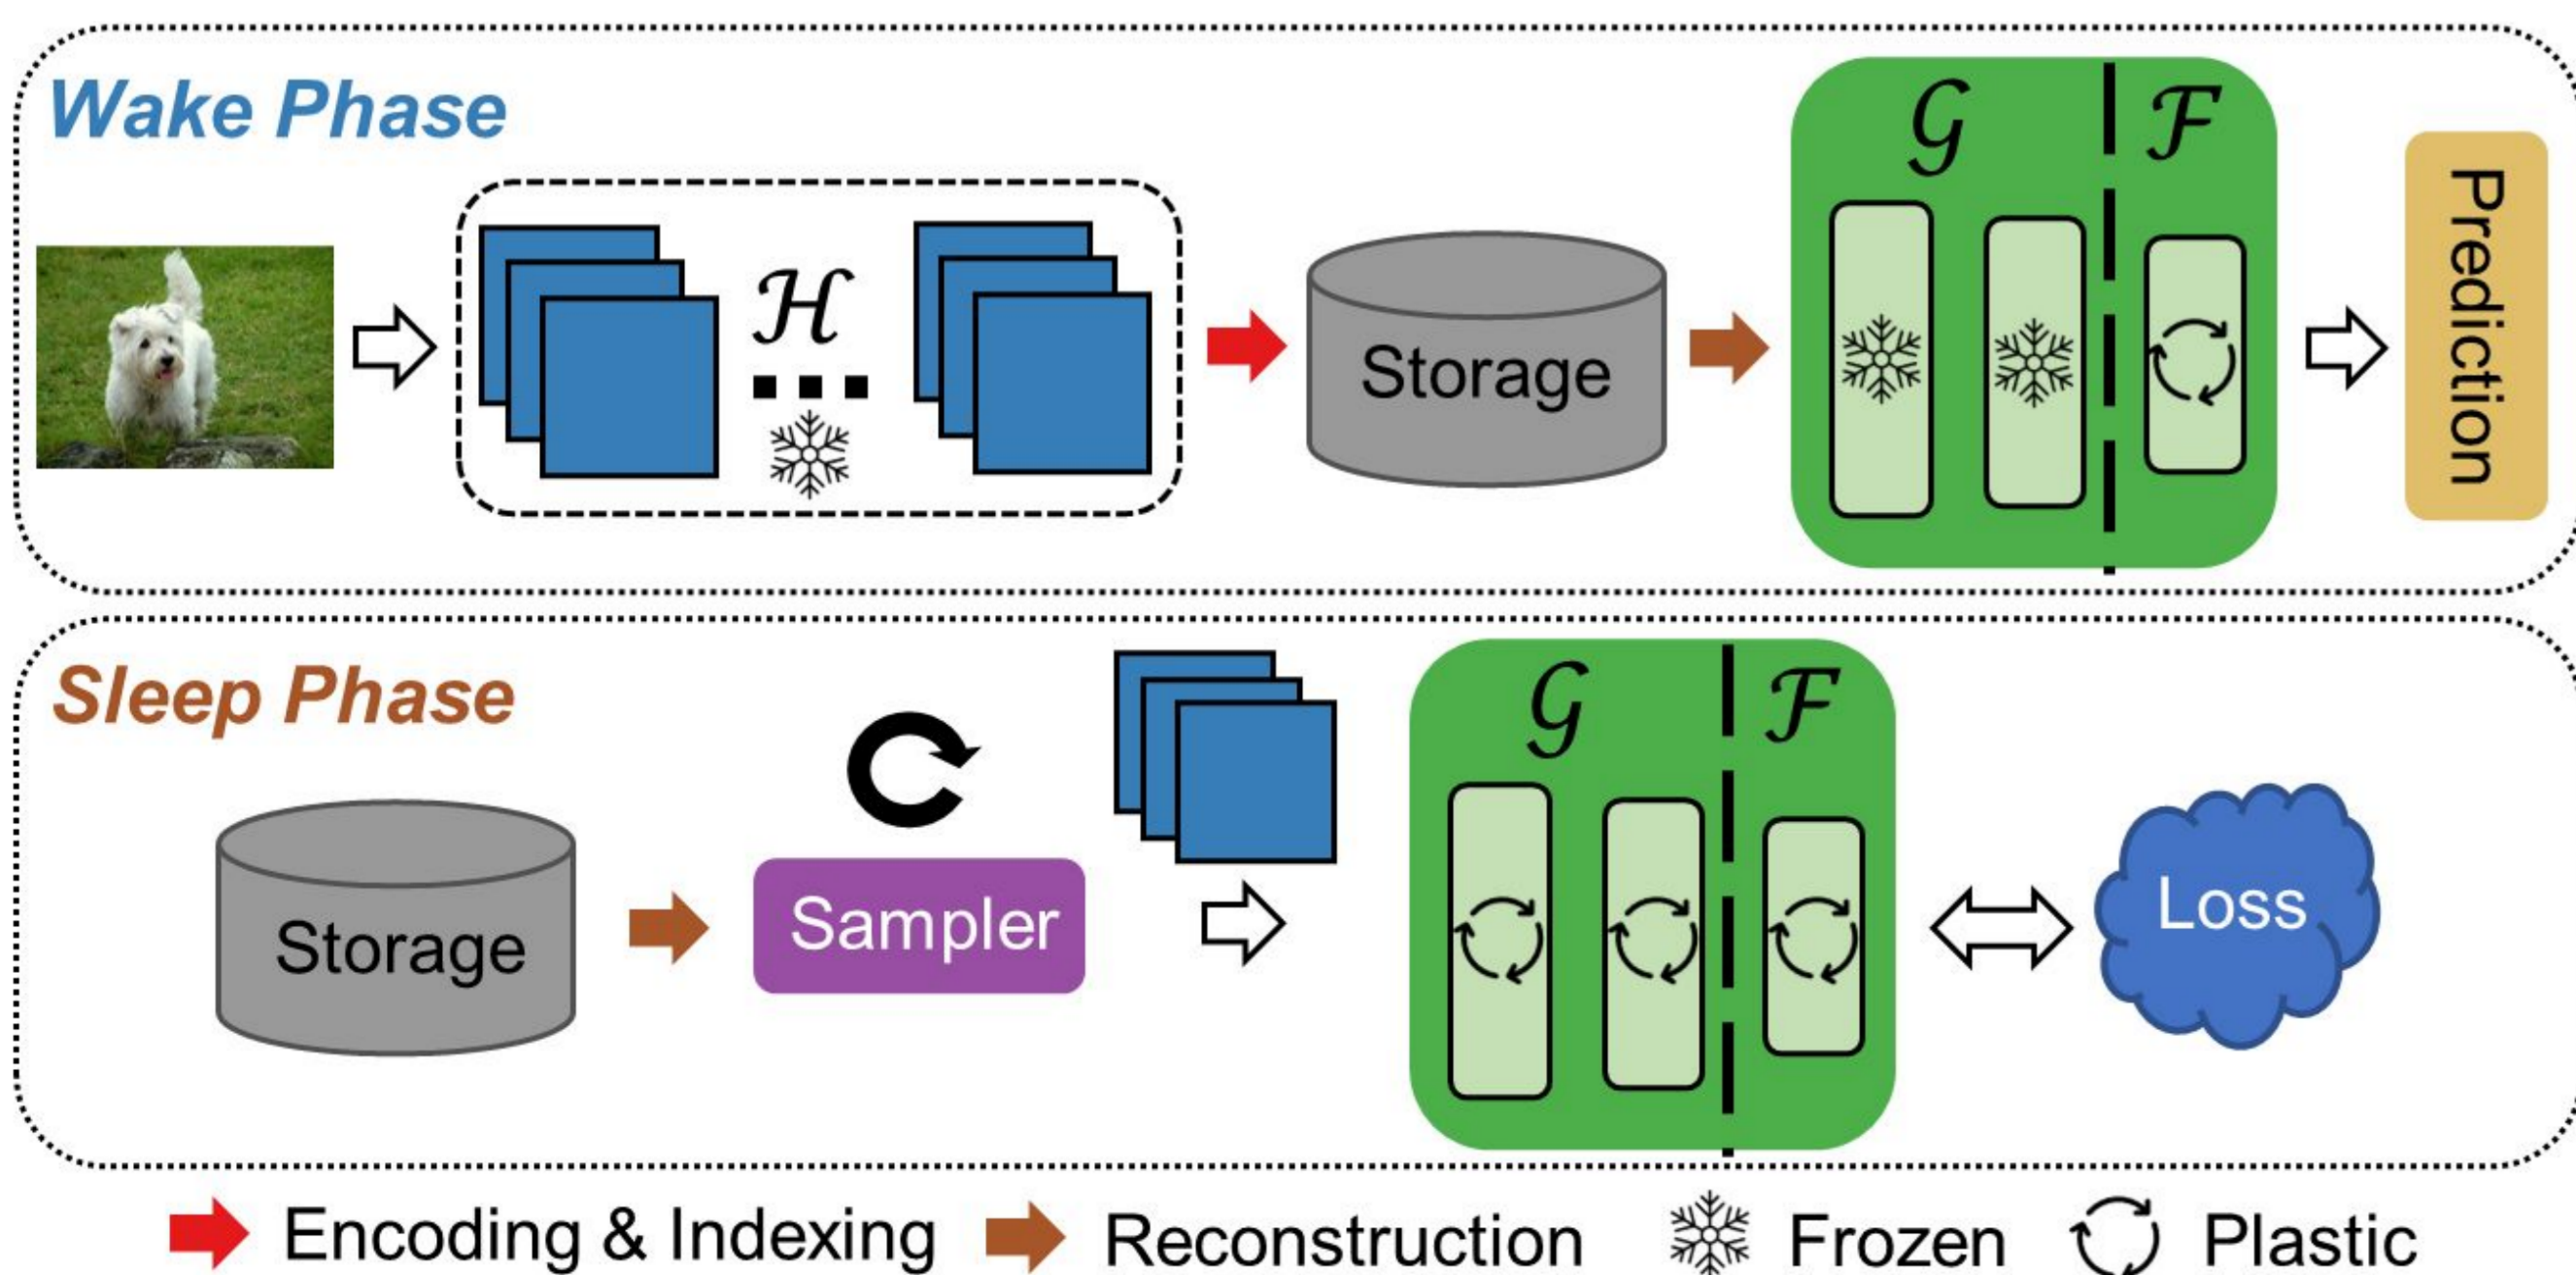 Wake Phase
𝓗
Storage
𝓖 𝓕
Prediction
Sleep Phase
Storage
Sampler
𝓖 𝓕
Loss
Encoding & Indexing Reconstruction Frozen Plastic